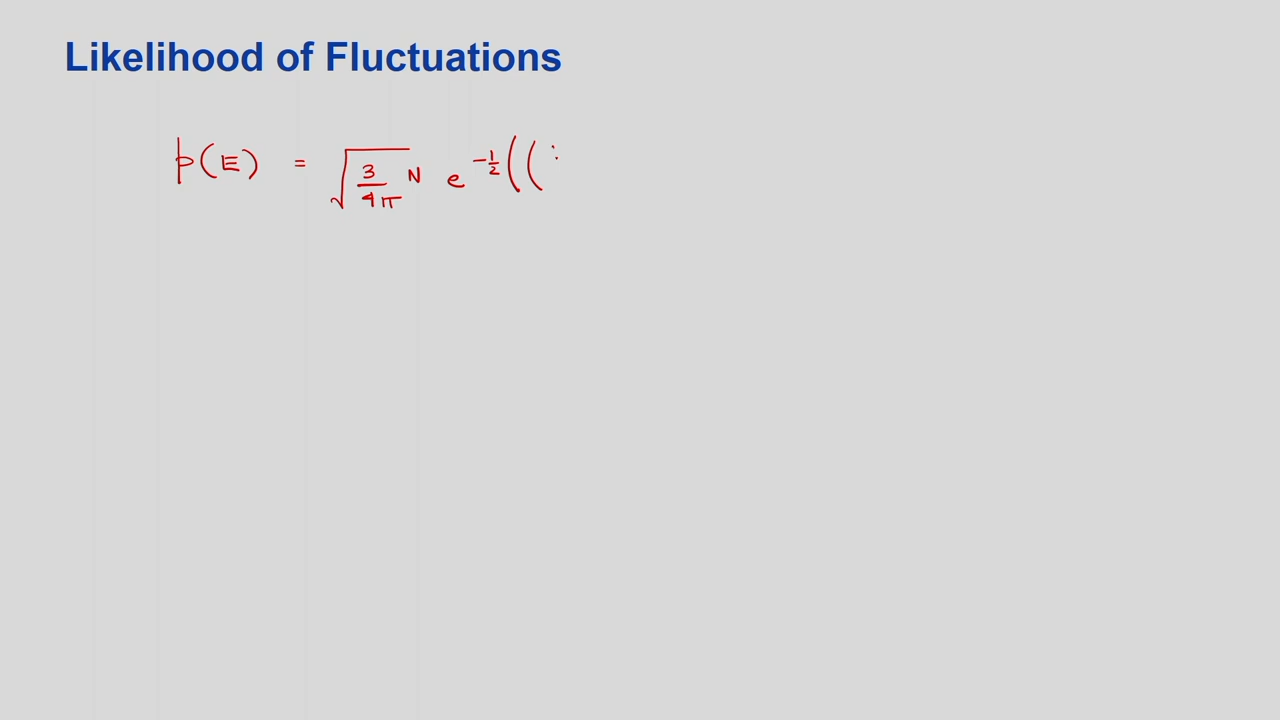 Likelihood of Fluctuations
p(E) = √(3/4π) N e^(-1/2 ((